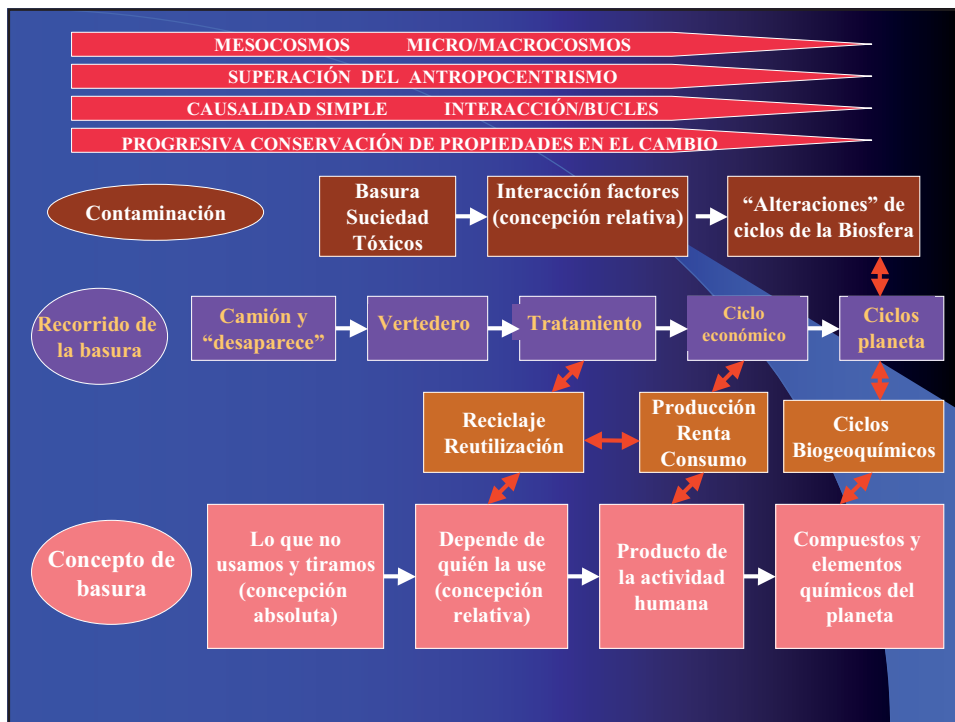 MESOCOSMOS MICRO/MACROCOSMOS
SUPERACIÓN DEL ANTROPOCENTRISMO
CAUSALIDAD SIMPLE INTERACCIÓN/BUCLES
PROGRESIVA CONSERVACIÓN DE PROPIEDADES EN EL CAMBIO
Contaminación
Basura
Suciedad
Tóxicos
Interacción factores
(concepción relativa)
“Alteraciones” de
ciclos de la Biosfera
Recorrido de
la basura
Camión y
“desaparece”
Vertedero
Tratamiento
Ciclo
económico
Ciclos
planeta
Reciclaje
Reutilización
Producción
Renta
Consumo
Ciclos
Biogeoquímicos
Concepto de
basura
Lo que no
usamos y tiramos
(concepción
absoluta)
Depende de
quién la use
(concepción
relativa)
Producto de
la actividad
humana
Compuestos y
elementos
químicos del
planeta